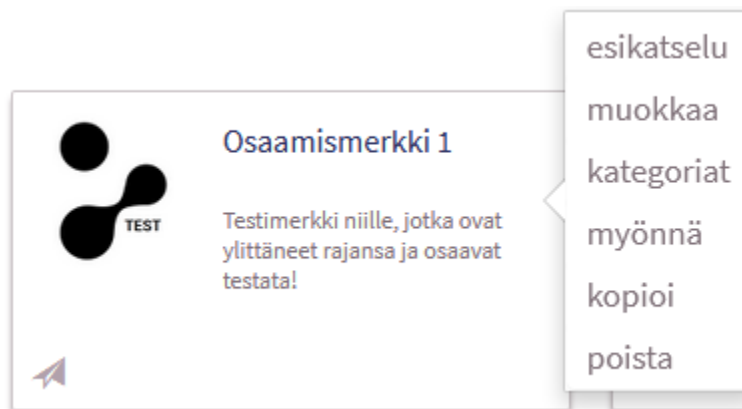 Osaamismerkki 1
TEST
Testimerkki niille, jotka ovat
ylittäneet rajansa ja osaavat
testata!
esikatselu
muokkaa
kategoriat
myönnä
kopioi
poista